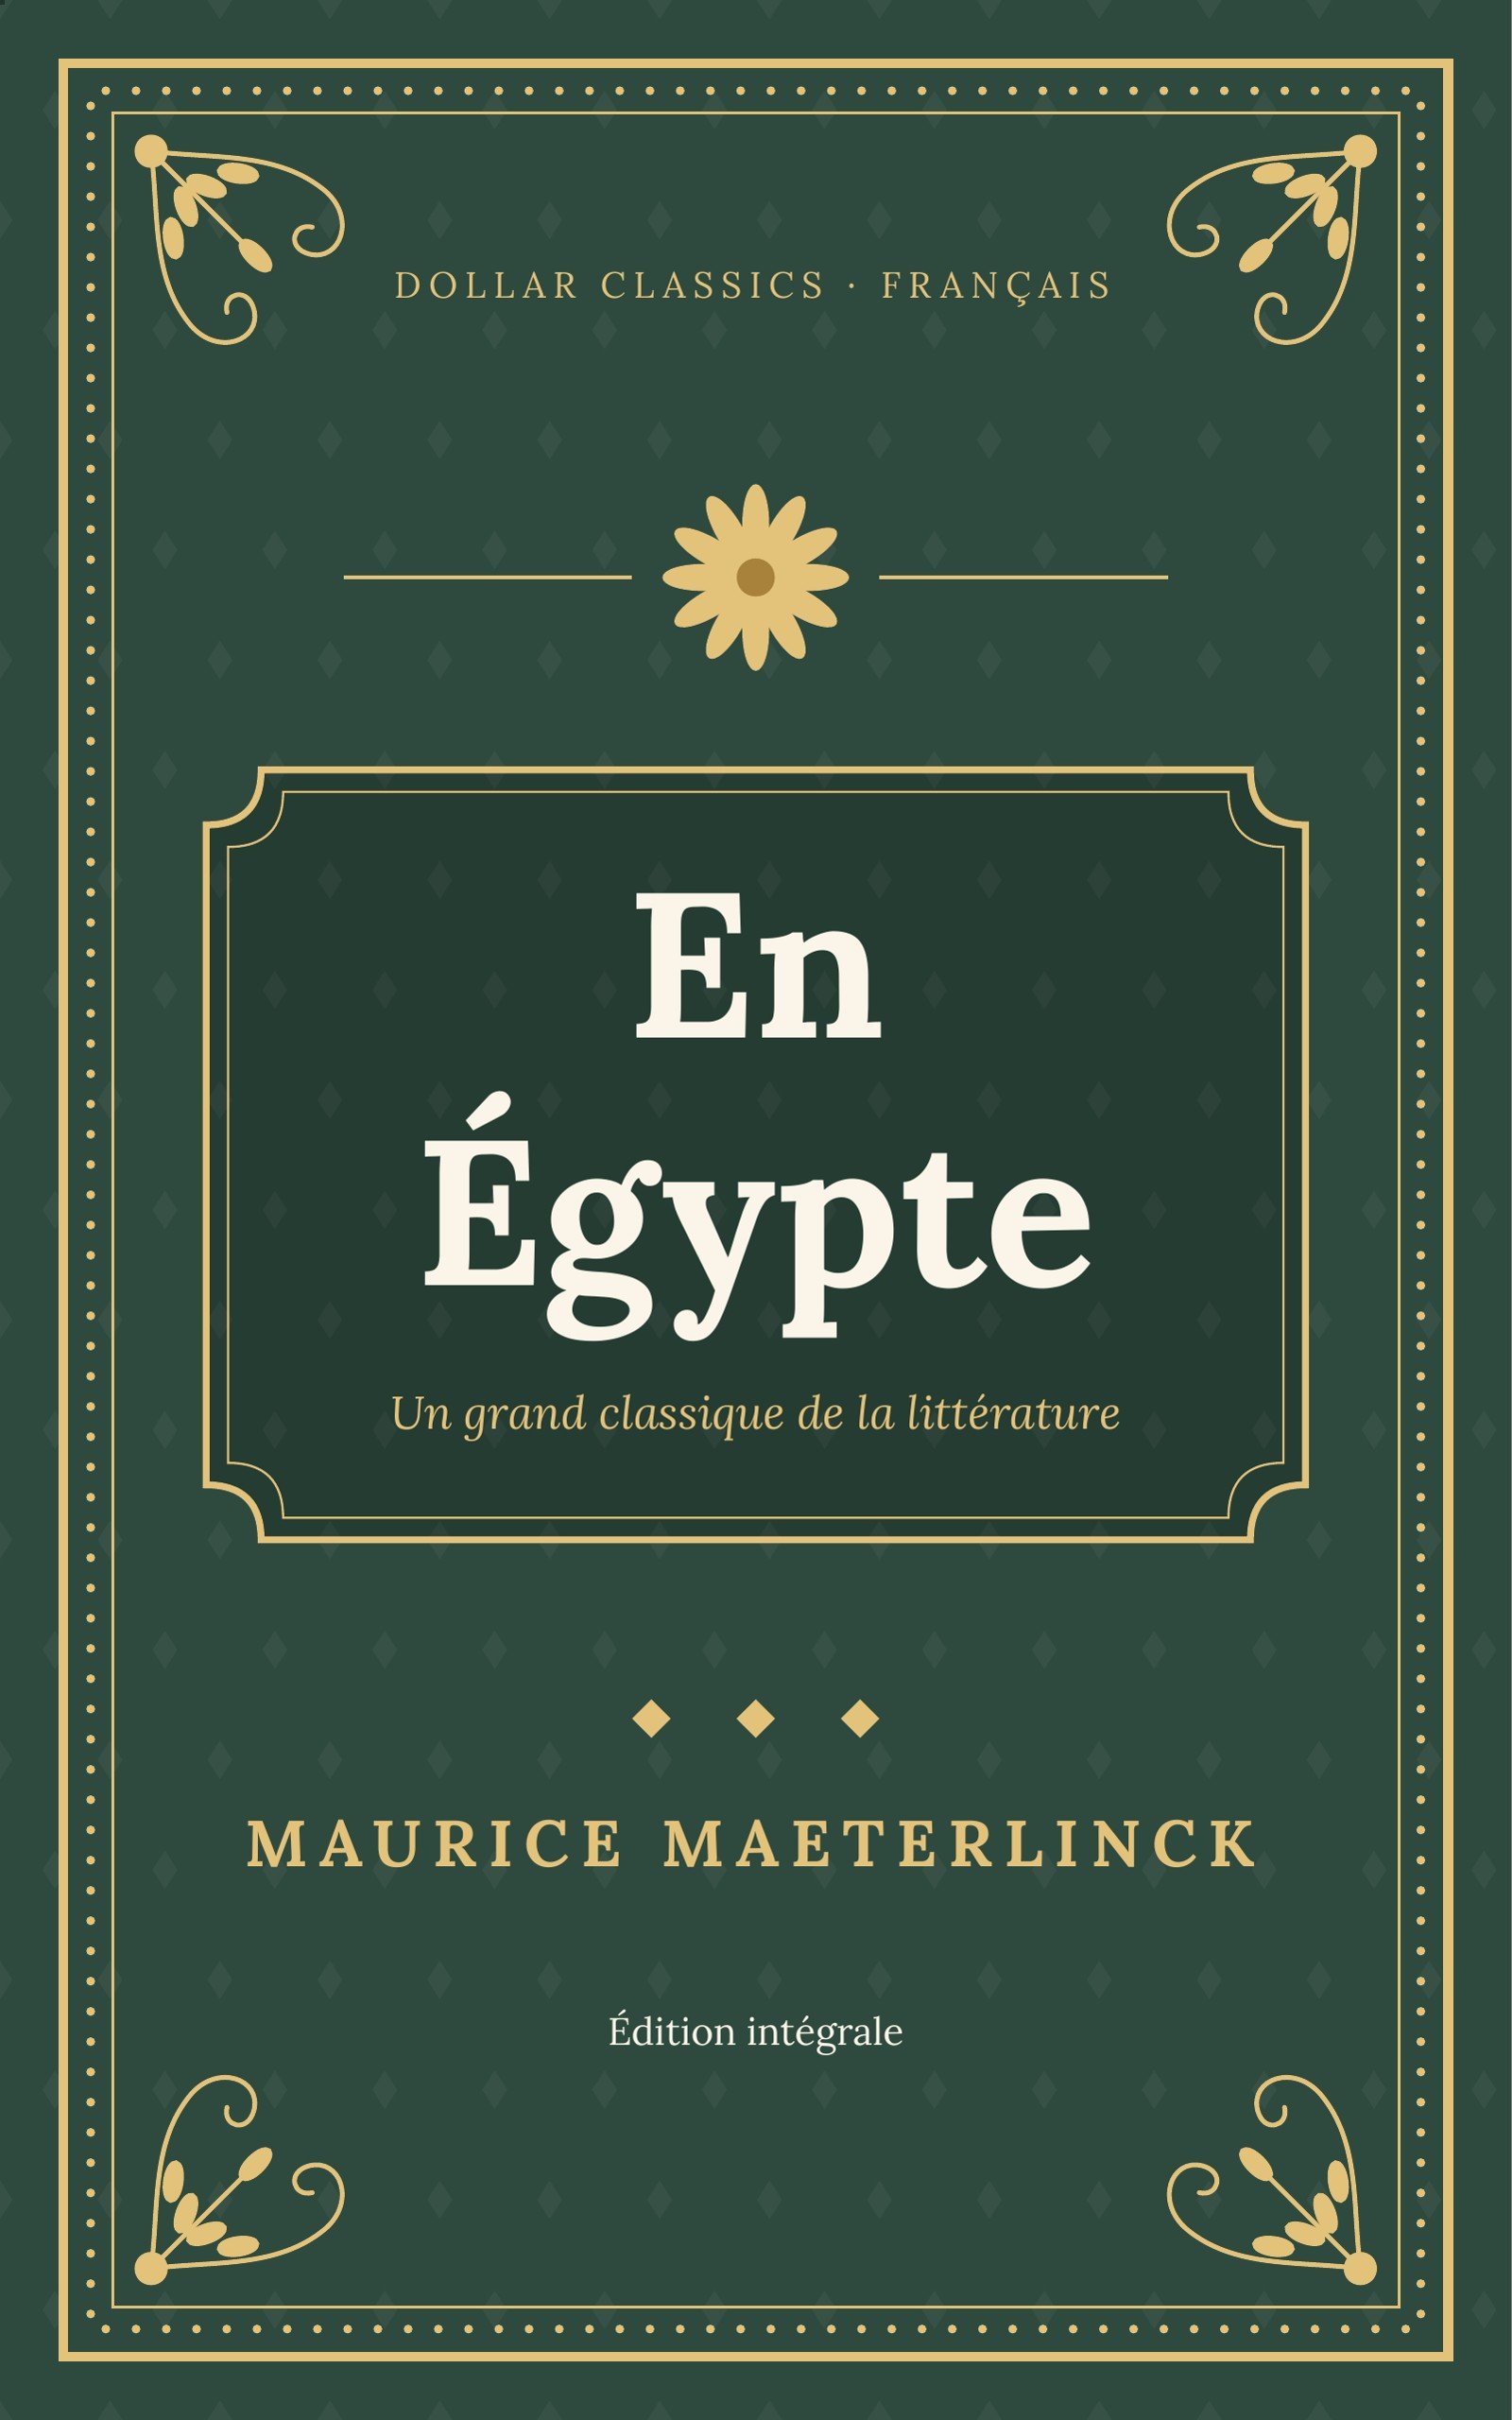 DOLLAR CLASSICS · FRANÇAIS
En
Égypte
Un grand classique de la littérature
MAURICE MAETERLINCK
Édition intégrale